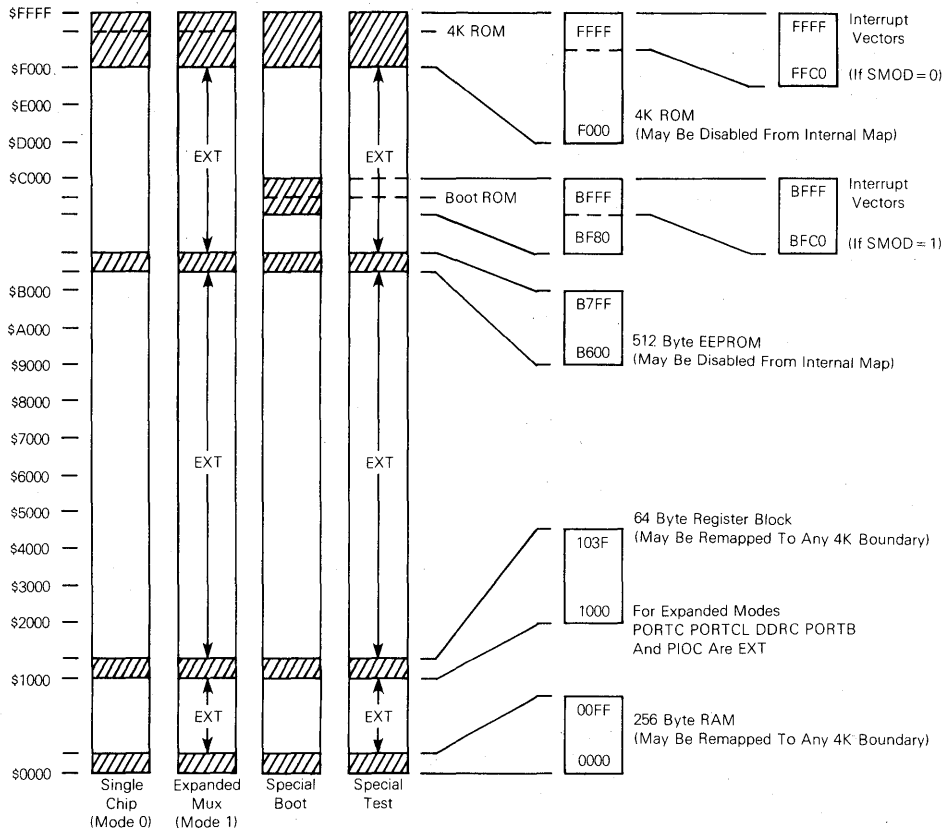 $FFFF
$F000
$E000
$D000
$C000
$B000
$A000
$9000
$8000
$7000
$6000
$5000
$4000
$3000
$2000
$1000
$0000
EXT
EXT
EXT
EXT
EXT
EXT
Single
Chip
(Mode 0)
Expanded
Mux
(Mode 1)
Special
Boot
Special
Test
4K ROM
Boot ROM
FFFF
F000
4K ROM
(May Be Disabled From Internal Map)
FFFF
FFC0
Interrupt
Vectors
(If SMOD = 0)
BFFF
BF80
BFFF
BFC0
Interrupt
Vectors
(If SMOD = 1)
B7FF
B600
512 Byte EEPROM
(May Be Disabled From Internal Map)
103F
1000
64 Byte Register Block
(May Be Remapped To Any 4K Boundary)
For Expanded Modes
PORTC PORTCL DDRC PORTB
And PIOC Are EXT
00FF
0000
256 Byte RAM
(May Be Remapped To Any 4K Boundary)